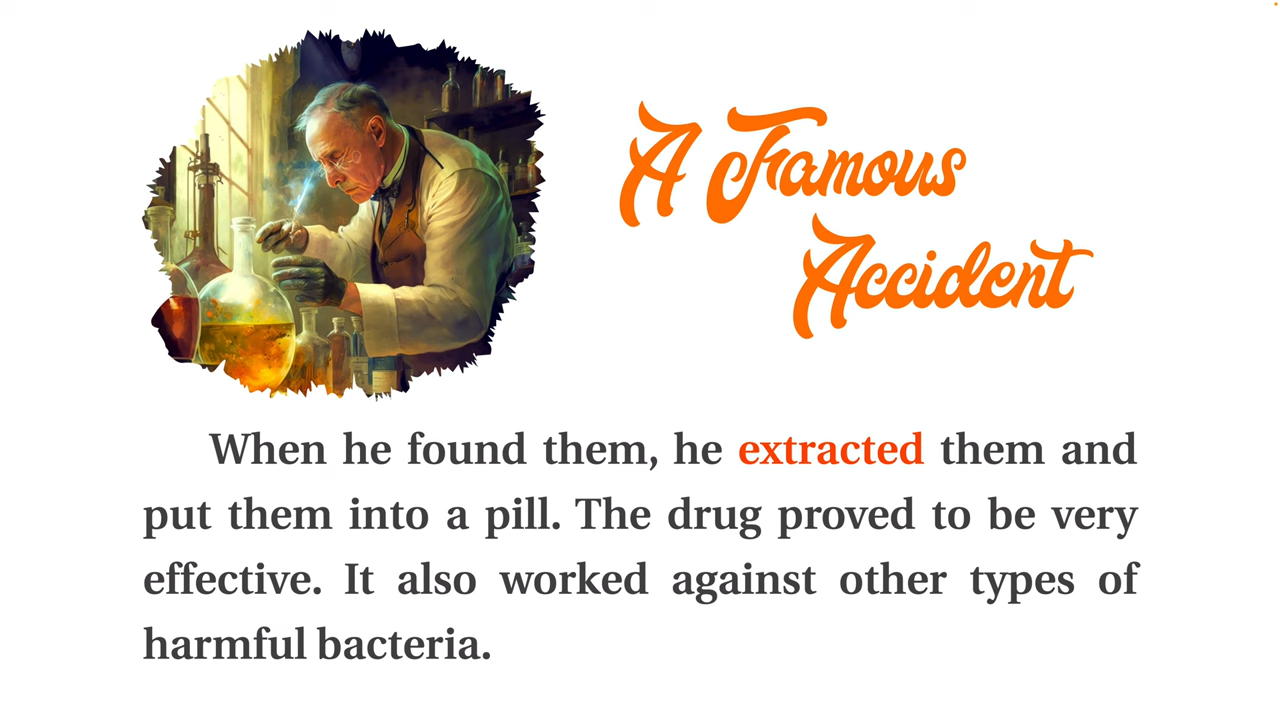 A Famous
Accident
When he found them, he extracted them and
put them into a pill. The drug proved to be very
effective. It also worked against other types of
harmful bacteria.